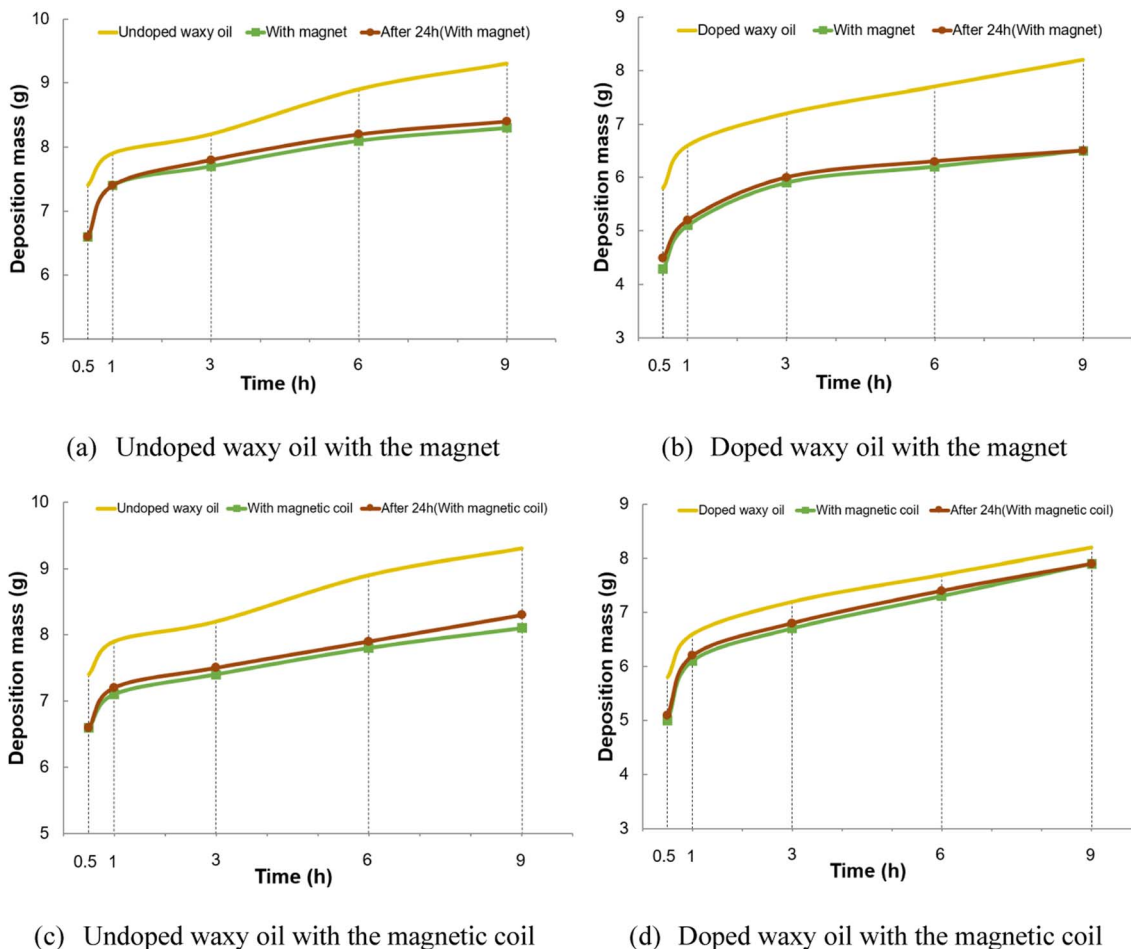 10
Undoped waxy oil With magnet After 24h(With magnet)
9
8
7
6
5
Deposition mass (g)
0.5 1 3 6 9
Time (h)
(a) Undoped waxy oil with the magnet
9
Doped waxy oil With magnet After 24h(With magnet)
8
7
6
5
4
3
Deposition mass (g)
0.5 1 3 6 9
Time (h)
(b) Doped waxy oil with the magnet
10
Undoped waxy oil With magnetic coil After 24h(With magnetic coil)
9
8
7
6
5
Deposition mass (g)
0.5 1 3 6 9
Time (h)
(c) Undoped waxy oil with the magnetic coil
9
Doped waxy oil With magnetic coil After 24h(With magnetic coil)
8
7
6
5
4
3
Deposition mass (g)
0.5 1 3 6 9
Time (h)
(d) Doped waxy oil with the magnetic coil